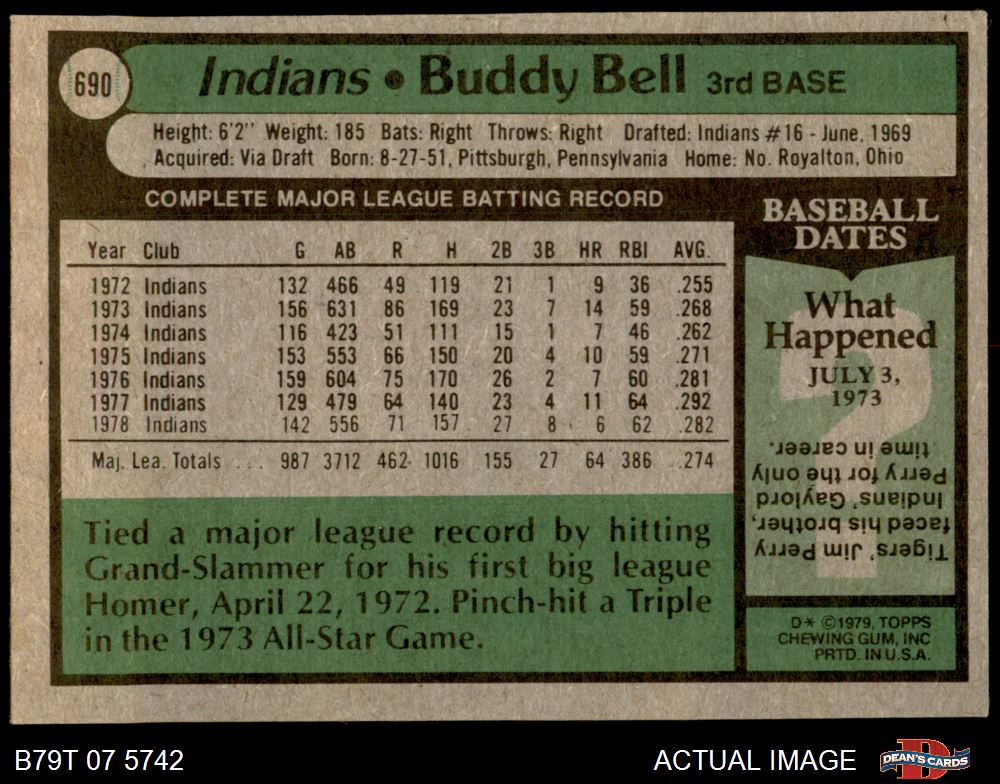 690
Indians • Buddy Bell 3rd BASE
Height: 6'2" Weight: 185 Bats: Right Throws: Right Drafted: Indians #16 - June, 1969
Acquired: Via Draft Born: 8-27-51, Pittsburgh, Pennsylvania Home: No. Royalton, Ohio
COMPLETE MAJOR LEAGUE BATTING RECORD
Year Club G AB R H 2B 3B HR RBI AVG.
1972 Indians 132 466 49 119 21 1 9 36 .255
1973 Indians 156 631 86 169 23 7 14 59 .268
1974 Indians 116 423 51 111 15 1 7 46 .262
1975 Indians 153 553 66 150 20 4 10 59 .271
1976 Indians 159 604 75 170 26 2 7 60 .281
1977 Indians 129 479 64 140 23 4 11 64 .292
1978 Indians 142 556 71 157 27 8 6 62 .282
Maj. Lea. Totals ... 987 3712 462 1016 155 27 64 386 .274
Tied a major league record by hitting
Grand-Slammer for his first big league
Homer, April 22, 1972. Pinch-hit a Triple
in the 1973 All-Star Game.
BASEBALL
DATES
What
Happened
JULY 3,
1973
?
Tigers' Jim Perry
faced his brother,
Indians' Gaylord
Perry for the only
time in career.
D* ©1979, TOPPS
CHEWING GUM, INC
PRTD. IN U.S.A.
B79T 07 5742
ACTUAL IMAGE
D
DEAN'S CARDS